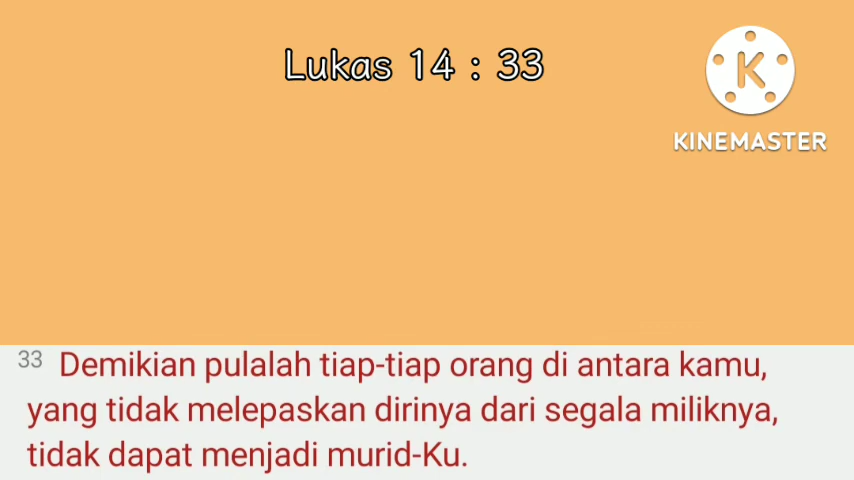 Lukas 14 : 33
K
KINEMASTER
33 Demikian pulalah tiap-tiap orang di antara kamu,
yang tidak melepaskan dirinya dari segala miliknya,
tidak dapat menjadi murid-Ku.